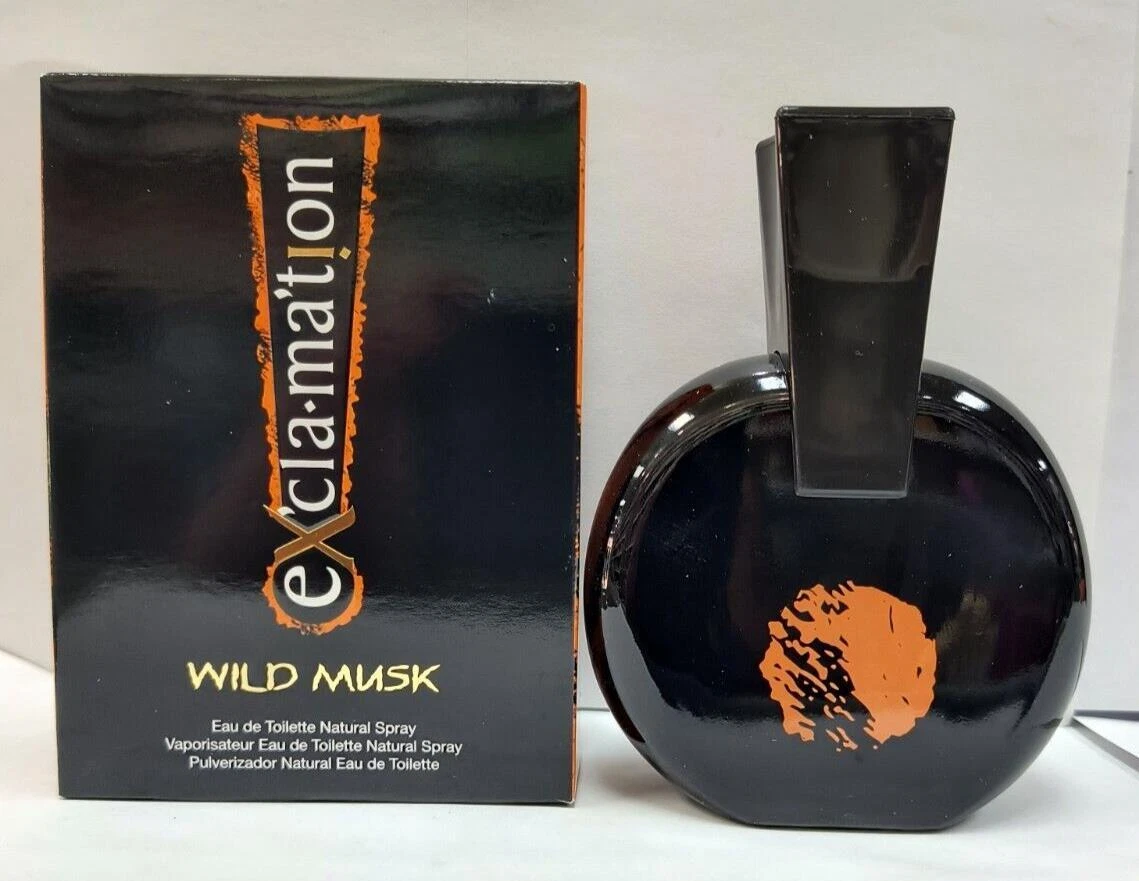 ex'cla·ma'tion
WILD MUSK
Eau de Toilette Natural Spray
Vaporisateur Eau de Toilette Natural Spray
Pulverizador Natural Eau de Toilette